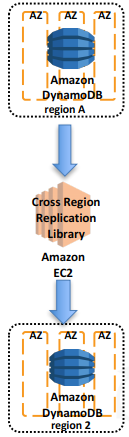 AZ AZ AZ
Amazon
DynamoDB
region A
Cross Region
Replication
Library
Amazon
EC2
AZ AZ AZ
Amazon
DynamoDB
region 2